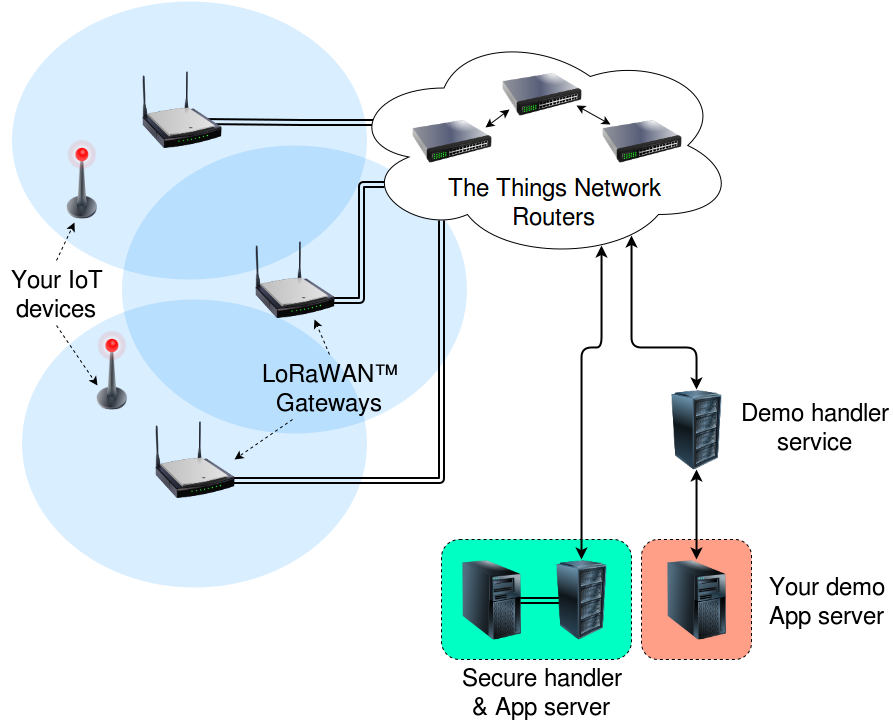 The Things Network
Routers
Your IoT
devices
LoRaWAN™
Gateways
Demo handler
service
Your demo
App server
Secure handler
& App server